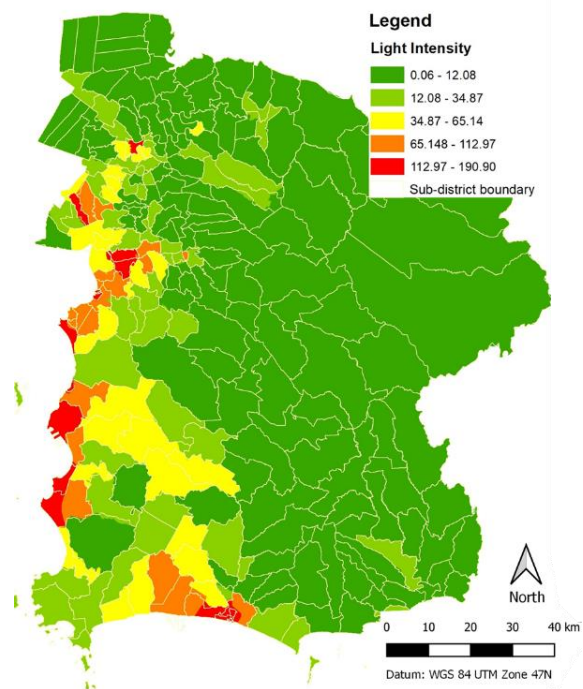 Legend
Light Intensity
0.06 - 12.08
12.08 - 34.87
34.87 - 65.14
65.148 - 112.97
112.97 - 190.90
Sub-district boundary
North
0 10 20 30 40 km
Datum: WGS 84 UTM Zone 47N